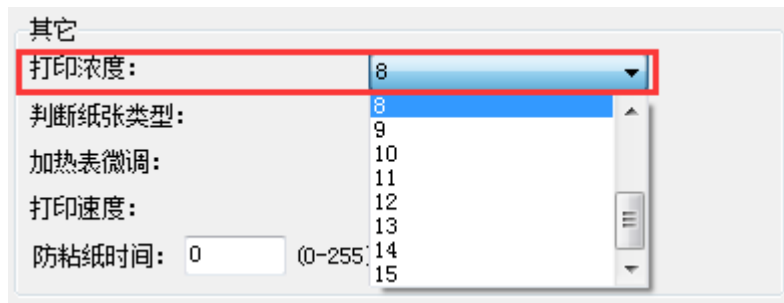 其它
打印浓度： 8
8
判断纸张类型：
9
10
加热表微调：
11
12
打印速度：
13
防粘纸时间： 0 (0-255
14
15